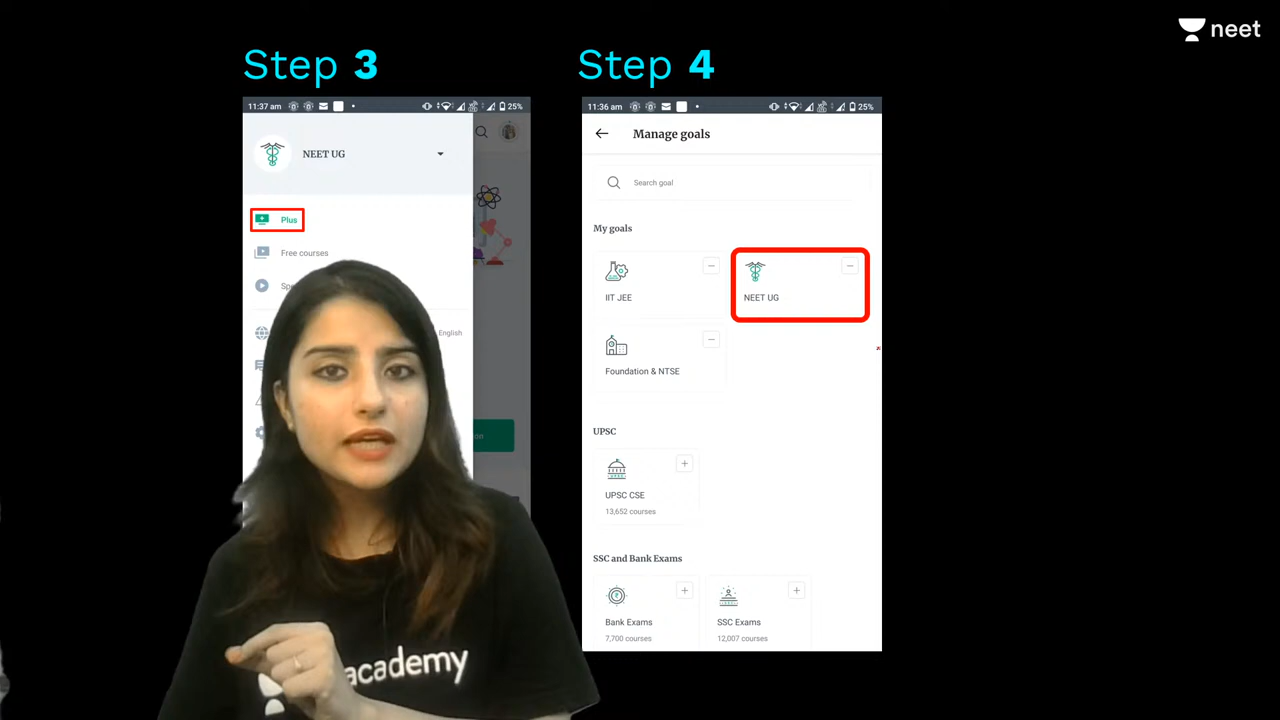 neet
Step 3
Step 4
11:37 am
25%
NEET UG
Plus
Free courses
Spe
English
11:36 am
25%
Manage goals
Search goal
My goals
IIT JEE
NEET UG
Foundation & NTSE
UPSC
UPSC CSE
13,652 courses
SSC and Bank Exams
Bank Exams
7,700 courses
SSC Exams
12,007 courses
academy